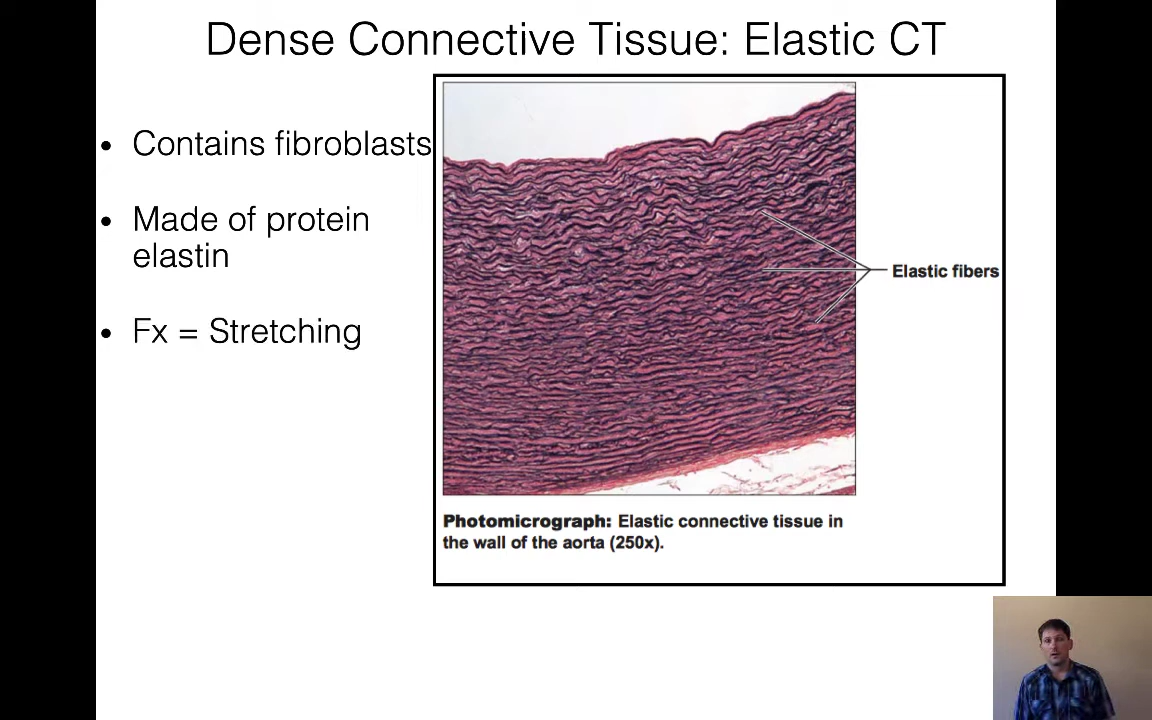 Dense Connective Tissue: Elastic CT
• Contains fibroblasts
• Made of protein
elastin
• Fx = Stretching
Elastic fibers
Photomicrograph: Elastic connective tissue in
the wall of the aorta (250x).